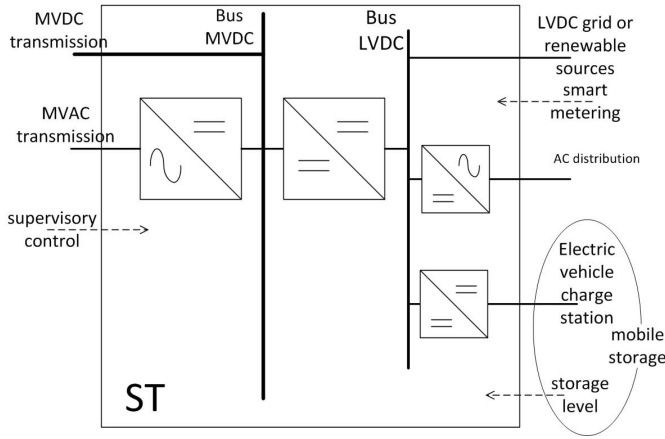 MVDC
transmission
Bus
MVDC
Bus
LVDC
LVDC grid or
renewable
sources
smart
metering
MVAC
transmission
AC distribution
supervisory
control
Electric
vehicle
charge
station
mobile
storage
storage
level
ST